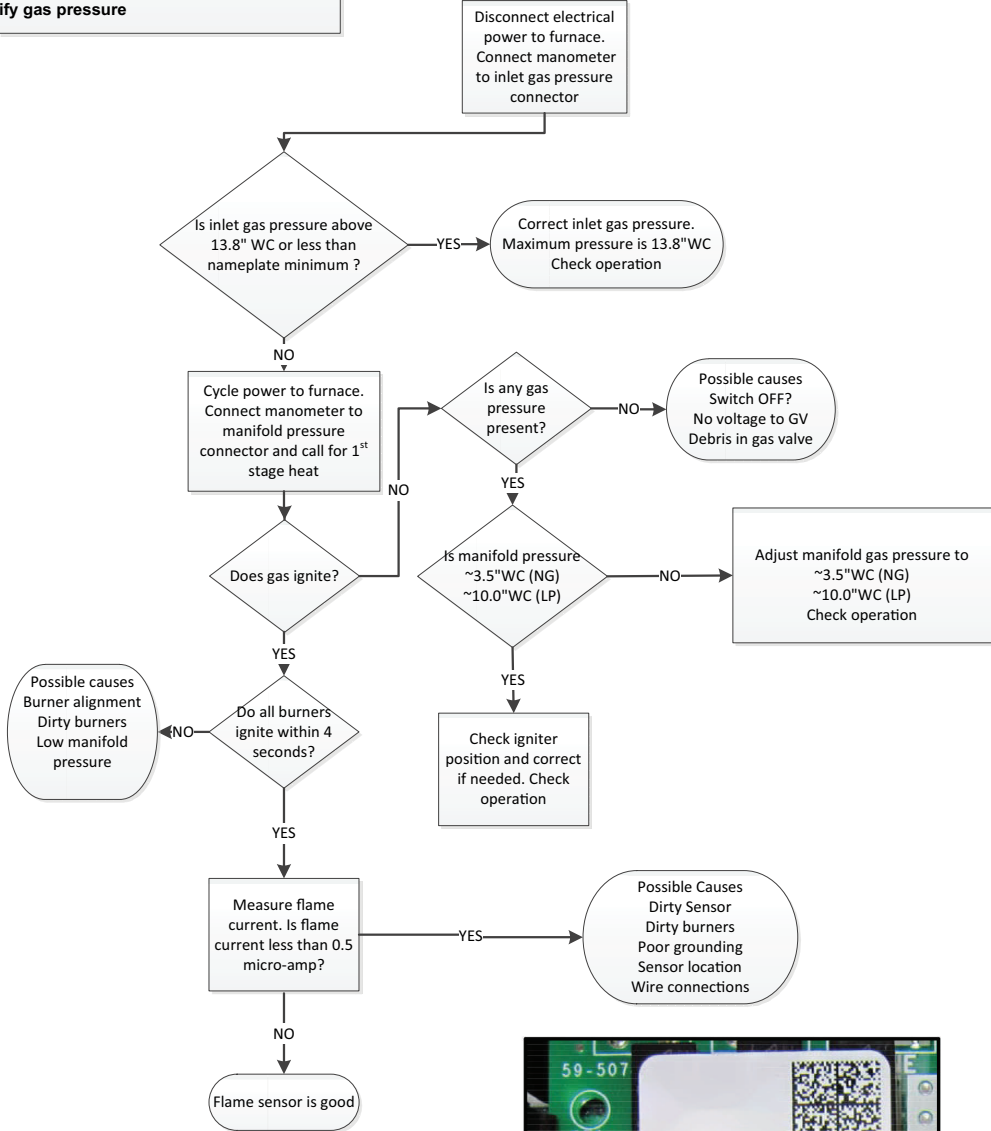 ify gas pressure
Disconnect electrical
power to furnace.
Connect manometer
to inlet gas pressure
connector
Is inlet gas pressure above
13.8" WC or less than
nameplate minimum ?
YES
Correct inlet gas pressure.
Maximum pressure is 13.8"WC
Check operation
NO
Cycle power to furnace.
Connect manometer to
manifold pressure
connector and call for 1st
stage heat
NO
Is any gas
pressure
present?
NO
Possible causes
Switch OFF?
No voltage to GV
Debris in gas valve
YES
Does gas ignite?
Is manifold pressure
~3.5"WC (NG)
~10.0"WC (LP)
NO
Adjust manifold gas pressure to
~3.5"WC (NG)
~10.0"WC (LP)
Check operation
YES
Check igniter
position and correct
if needed. Check
operation
YES
Do all burners
ignite within 4
seconds?
NO
Possible causes
Burner alignment
Dirty burners
Low manifold
pressure
YES
Measure flame
current. Is flame
current less than 0.5
micro-amp?
YES
Possible Causes
Dirty Sensor
Dirty burners
Poor grounding
Sensor location
Wire connections
NO
Flame sensor is good
59-507
E